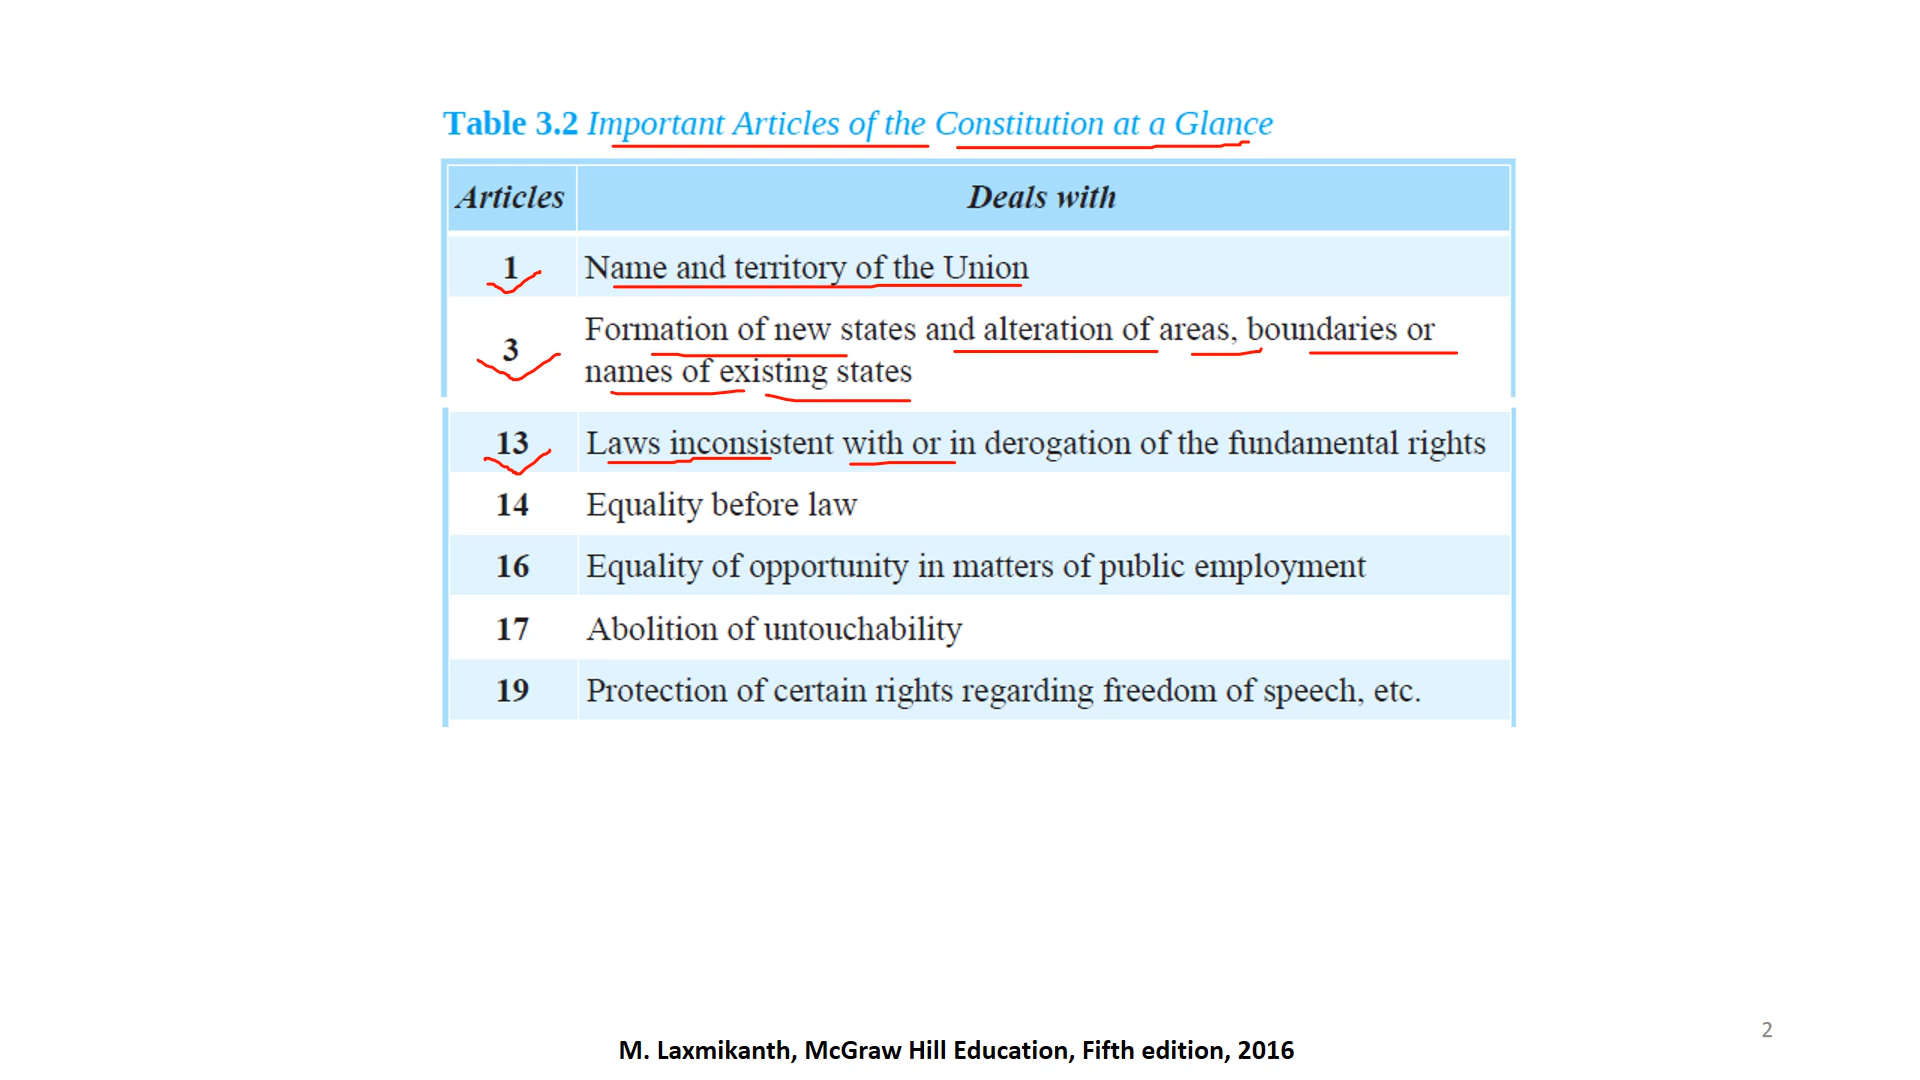 Table 3.2 Important Articles of the Constitution at a Glance
Articles Deals with
1 Name and territory of the Union
3 Formation of new states and alteration of areas, boundaries or
names of existing states
13 Laws inconsistent with or in derogation of the fundamental rights
14 Equality before law
16 Equality of opportunity in matters of public employment
17 Abolition of untouchability
19 Protection of certain rights regarding freedom of speech, etc.
2
M. Laxmikanth, McGraw Hill Education, Fifth edition, 2016